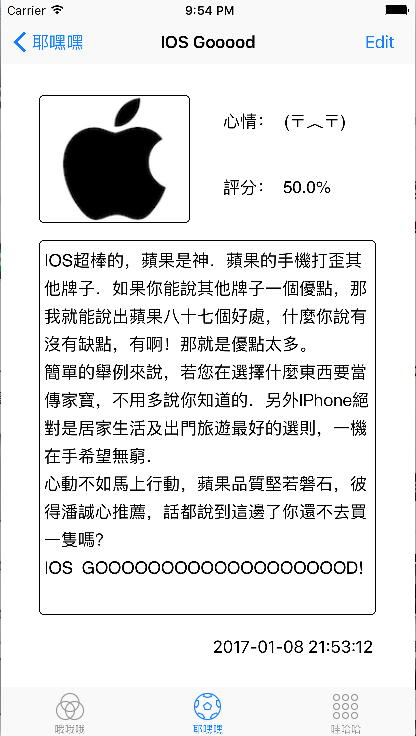 Carrier 9:54 PM
耶嘿嘿 IOS Gooood Edit
心情： (〒︿〒)
評分： 50.0%
IOS超棒的，蘋果是神．蘋果的手機打歪其
他牌子．如果你能說其他牌子一個優點，那
我就能說出蘋果八十七個好處，什麼你說有
沒有缺點，有啊！那就是優點太多。
簡單的舉例來說，若您在選擇什麼東西要當
傳家寶，不用多說你知道的．另外IPhone絕
對是居家生活及出門旅遊最好的選則，一機
在手希望無窮．
心動不如馬上行動，蘋果品質堅若磐石，彼
得潘誠心推薦，話都說到這邊了你還不去買
一隻嗎？
IOS GOOOOOOOOOOOOOOOOOOOD!
2017-01-08 21:53:12
哦哦哦 耶嘿嘿 哇哈哈